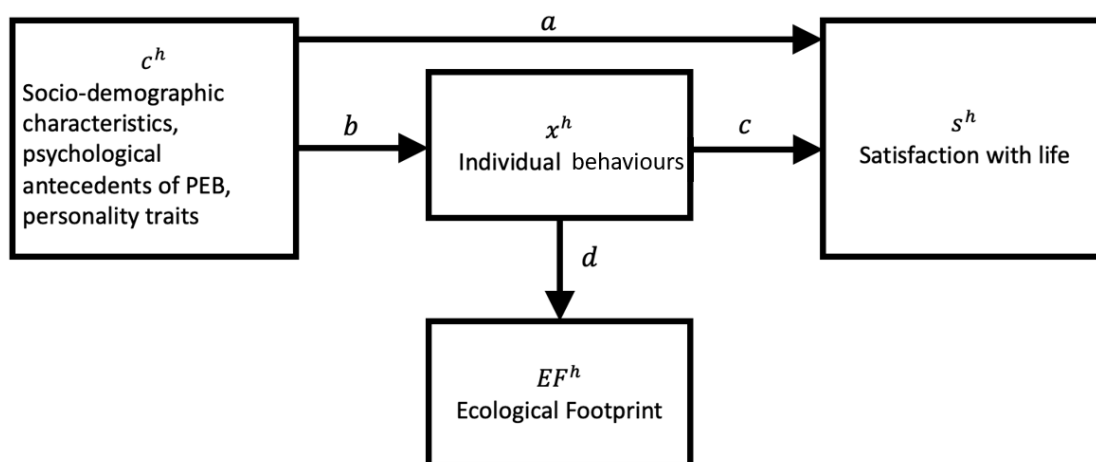 a
c^h
Socio-demographic
characteristics,
psychological
antecedents of PEB,
personality traits
b
x^h
Individual behaviours
c
s^h
Satisfaction with life
d
EF^h
Ecological Footprint